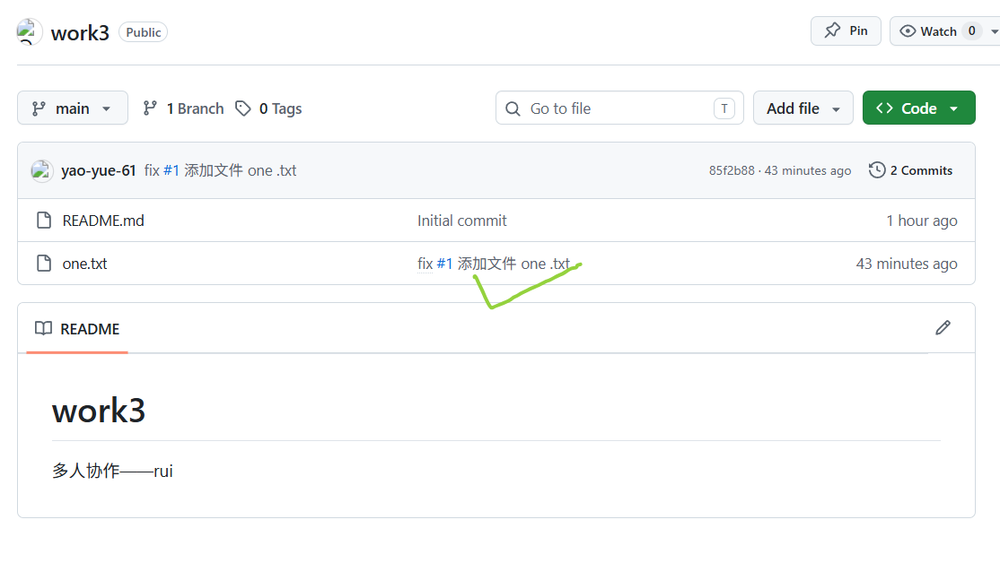 work3 Public Pin Watch 0
main 1 Branch 0 Tags Go to file T Add file Code
yao-yue-61 fix #1 添加文件 one .txt 85f2b88 · 43 minutes ago 2 Commits
README.md Initial commit 1 hour ago
one.txt fix #1 添加文件 one .txt 43 minutes ago
README
work3
多人协作——rui